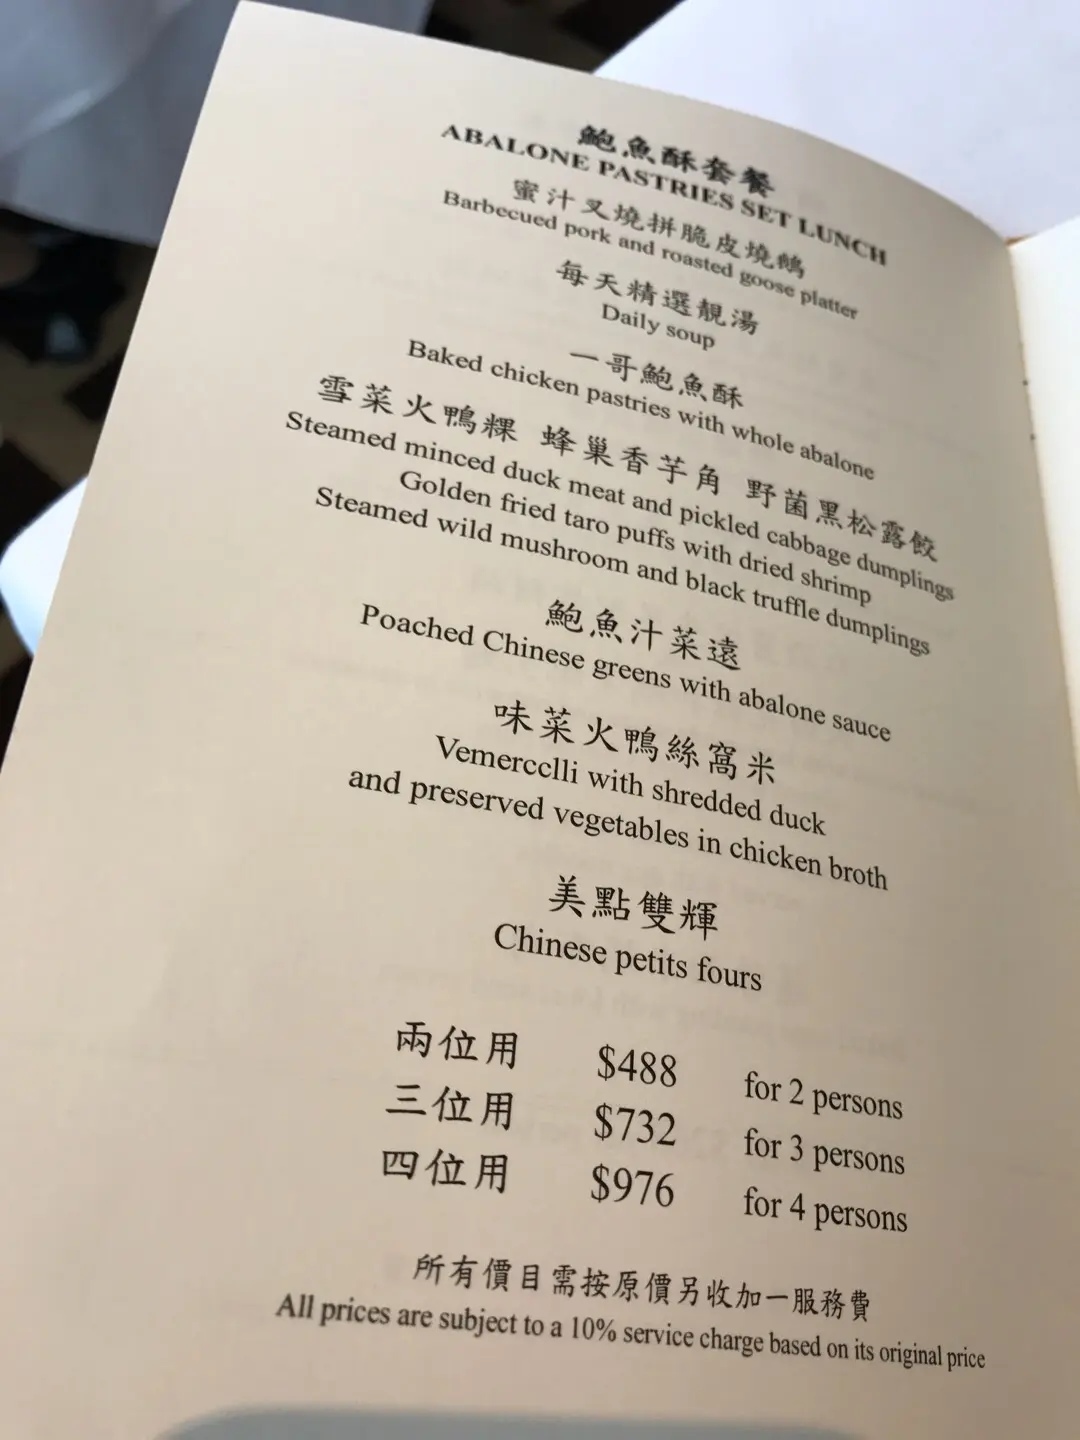 鮑魚酥套餐
ABALONE PASTRIES SET LUNCH
蜜汁叉燒拼脆皮燒鵝
Barbecued pork and roasted goose platter
每天精選靚湯
Daily soup
一哥鮑魚酥
Baked chicken pastries with whole abalone
雪菜火鴨粿 蜂巢香芋角 野菌黑松露餃
Steamed minced duck meat and pickled cabbage dumplings
Golden fried taro puffs with dried shrimp
Steamed wild mushroom and black truffle dumplings
鮑魚汁菜遠
Poached Chinese greens with abalone sauce
味菜火鴨絲窩米
Vemercclli with shredded duck
and preserved vegetables in chicken broth
美點雙輝
Chinese petits fours
兩位用 $488 for 2 persons
三位用 $732 for 3 persons
四位用 $976 for 4 persons
所有價目需按原價另收加一服務費
All prices are subject to a 10% service charge based on its original price